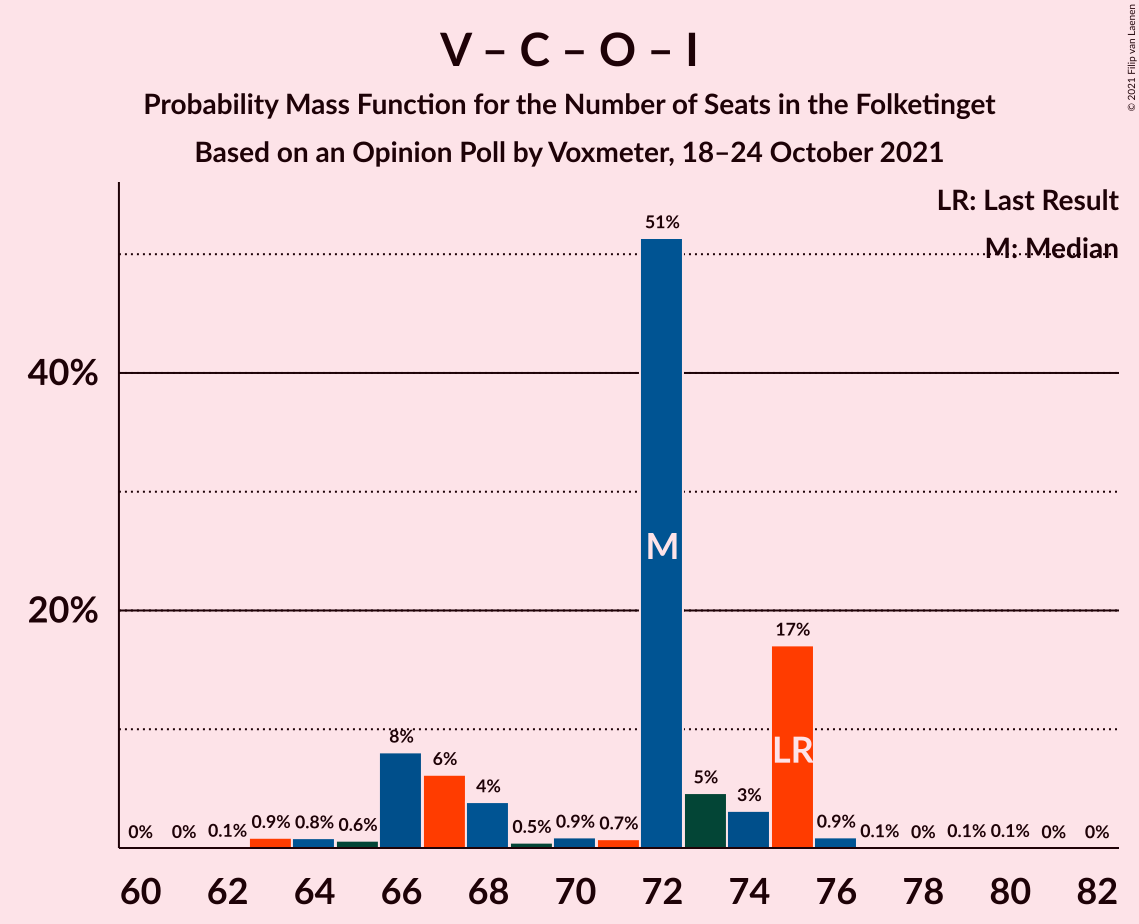 V – C – O – I
Probability Mass Function for the Number of Seats in the Folketinget
Based on an Opinion Poll by Voxmeter, 18–24 October 2021
© 2021 Filip van Laenen
LR: Last Result
M: Median
40%
20%
0%
0%
0.1%
0.9%
0.8%
0.6%
8%
6%
4%
0.5%
0.9%
0.7%
51%
5%
3%
17%
0.9%
0.1%
0%
0.1%
0.1%
0%
0%
M
LR
60 62 64 66 68 70 72 74 76 78 80 82